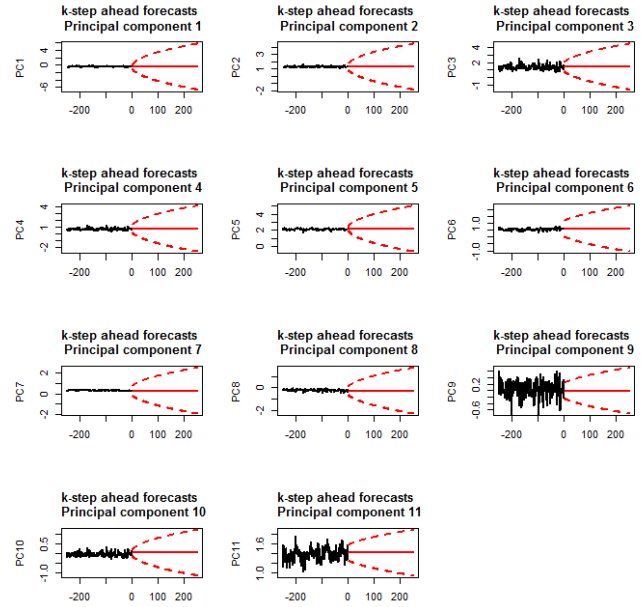 k-step ahead forecasts
Principal component 1
PC1
4
-1
-6
-200 0 100 200
k-step ahead forecasts
Principal component 2
PC2
3
1
-2
-200 0 100 200
k-step ahead forecasts
Principal component 3
PC3
4
2
-1
-200 0 100 200
k-step ahead forecasts
Principal component 4
PC4
4
1
-2
-200 0 100 200
k-step ahead forecasts
Principal component 5
PC5
4
2
0
-200 0 100 200
k-step ahead forecasts
Principal component 6
PC6
1.0
0.0
-1.0
-200 0 100 200
k-step ahead forecasts
Principal component 7
PC7
2
0
-2
-200 0 100 200
k-step ahead forecasts
Principal component 8
PC8
0
-2
-200 0 100 200
k-step ahead forecasts
Principal component 9
PC9
0.2
-0.6
-200 0 100 200
k-step ahead forecasts
Principal component 10
PC10
0.5
-1.0
-200 0 100 200
k-step ahead forecasts
Principal component 11
PC11
1.6
1.0
-200 0 100 200